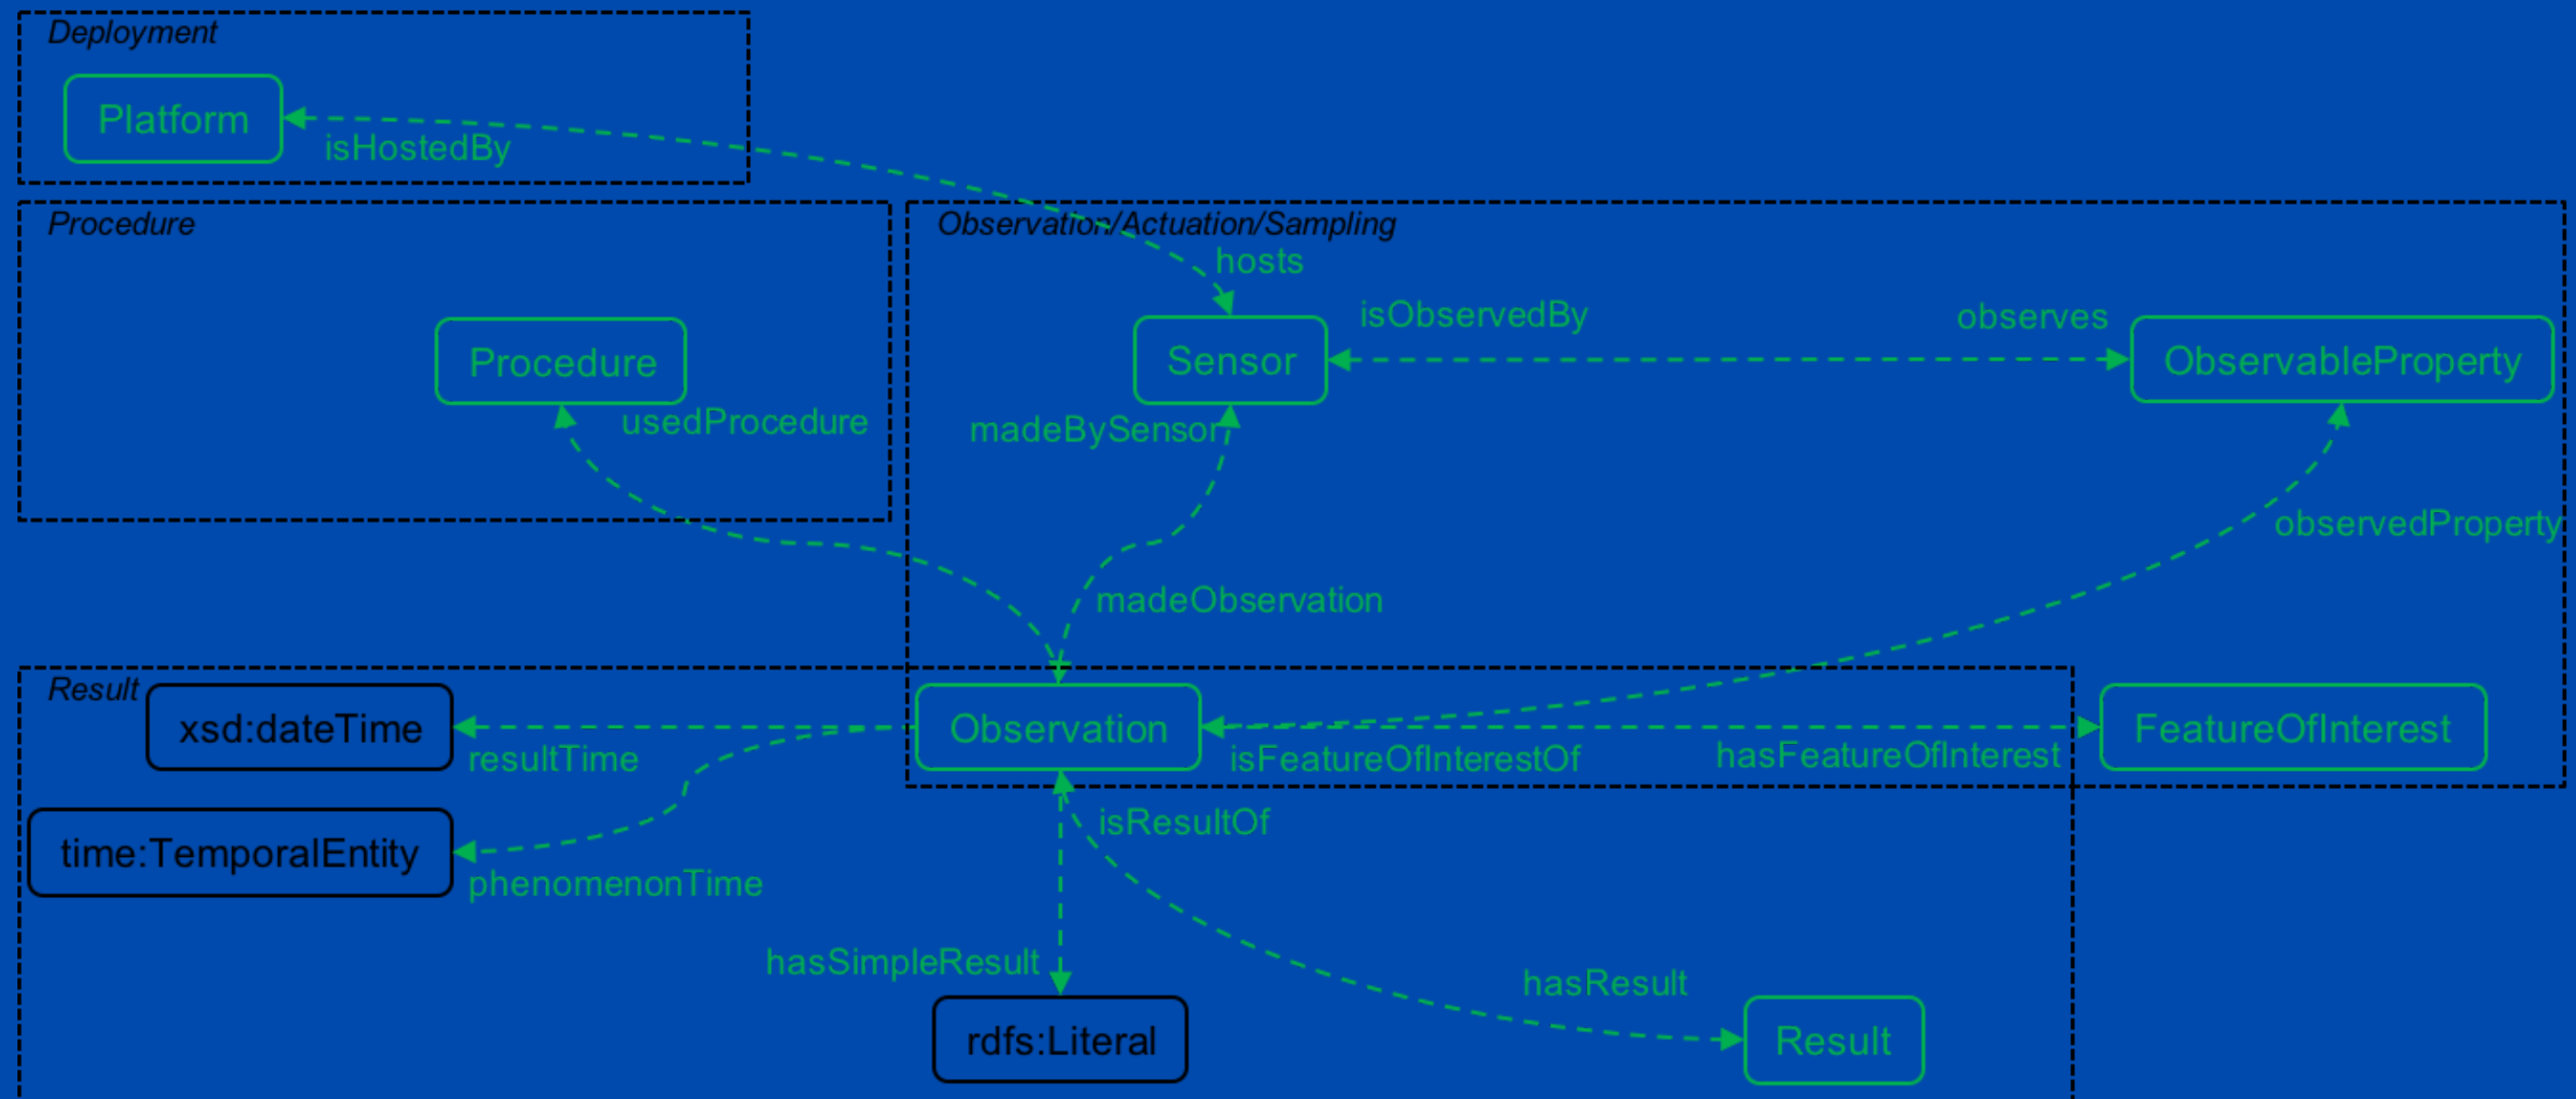 Deployment
Platform
isHostedBy
Procedure
Observation/Actuation/Sampling
hosts
isObservedBy
observes
Procedure
Sensor
ObservableProperty
usedProcedure
madeBySensor
observedProperty
madeObservation
Result
xsd:dateTime
Observation
FeatureOfInterest
resultTime
isFeatureOfInterestOf
hasFeatureOfInterest
isResultOf
time:TemporalEntity
phenomenonTime
hasSimpleResult
hasResult
rdfs:Literal
Result